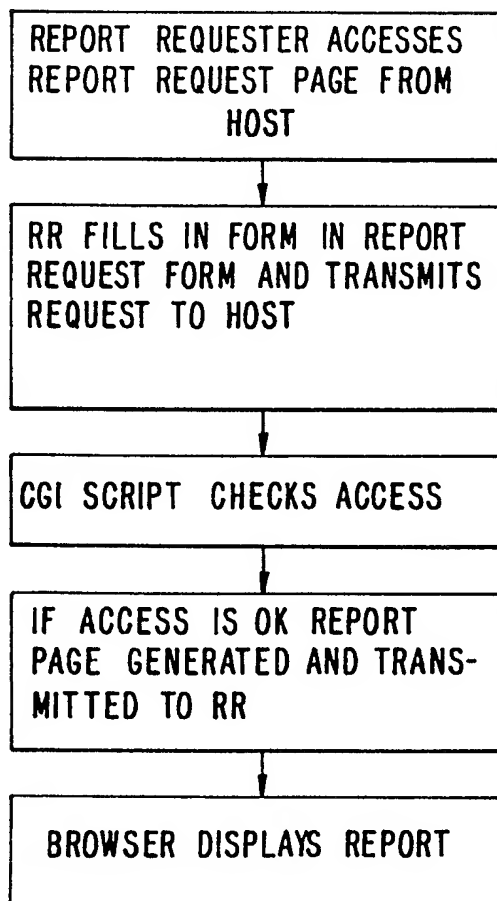 REPORT REQUESTER ACCESSES
REPORT REQUEST PAGE FROM
HOST
RR FILLS IN FORM IN REPORT
REQUEST FORM AND TRANSMITS
REQUEST TO HOST
CGI SCRIPT CHECKS ACCESS
IF ACCESS IS OK REPORT
PAGE GENERATED AND TRANS-
MITTED TO RR
BROWSER DISPLAYS REPORT